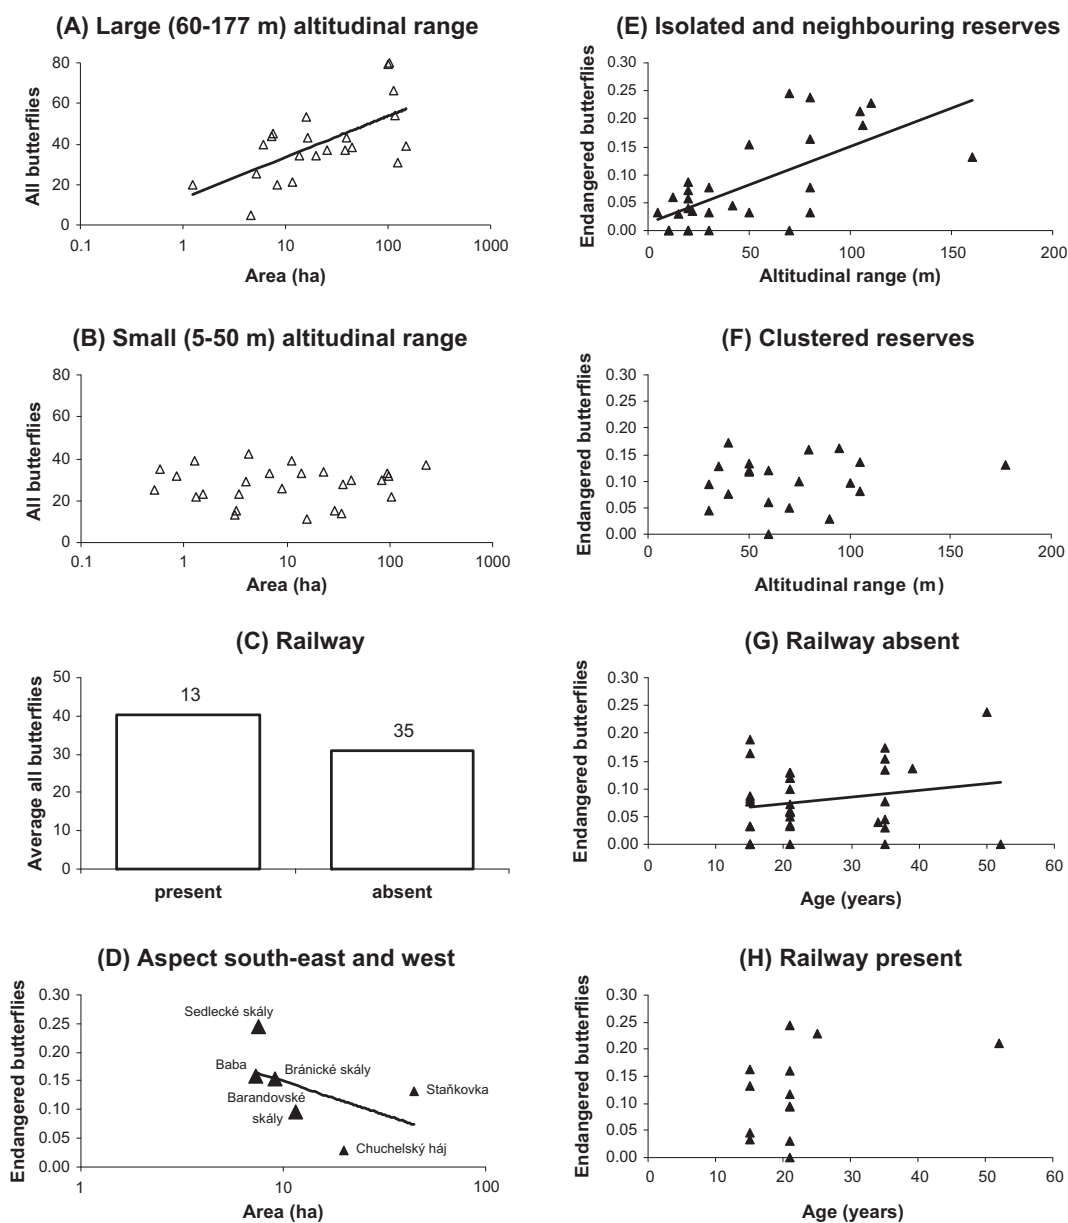 (A) Large (60-177 m) altitudinal range
All butterflies
80
60
40
20
0
0.1
1
10
100
1000
Area (ha)
(B) Small (5-50 m) altitudinal range
All butterflies
80
60
40
20
0
0.1
1
10
100
1000
Area (ha)
(C) Railway
Average all butterflies
50
40
30
20
10
0
13
35
present
absent
(D) Aspect south-east and west
Endangered butterflies
0.30
0.25
0.20
0.15
0.10
0.05
0.00
Sedlecké skály
Baba
Bránické skály
Barandovské
skály
Staňkovka
Chuchelský háj
1
10
100
Area (ha)
(E) Isolated and neighbouring reserves
Endangered butterflies
0.30
0.25
0.20
0.15
0.10
0.05
0.00
0
50
100
150
200
Altitudinal range (m)
(F) Clustered reserves
Endangered butterflies
0.30
0.25
0.20
0.15
0.10
0.05
0.00
0
50
100
150
200
Altitudinal range (m)
(G) Railway absent
Endangered butterflies
0.30
0.25
0.20
0.15
0.10
0.05
0.00
0
10
20
30
40
50
60
Age (years)
(H) Railway present
Endangered butterflies
0.30
0.25
0.20
0.15
0.10
0.05
0.00
0
10
20
30
40
50
60
Age (years)